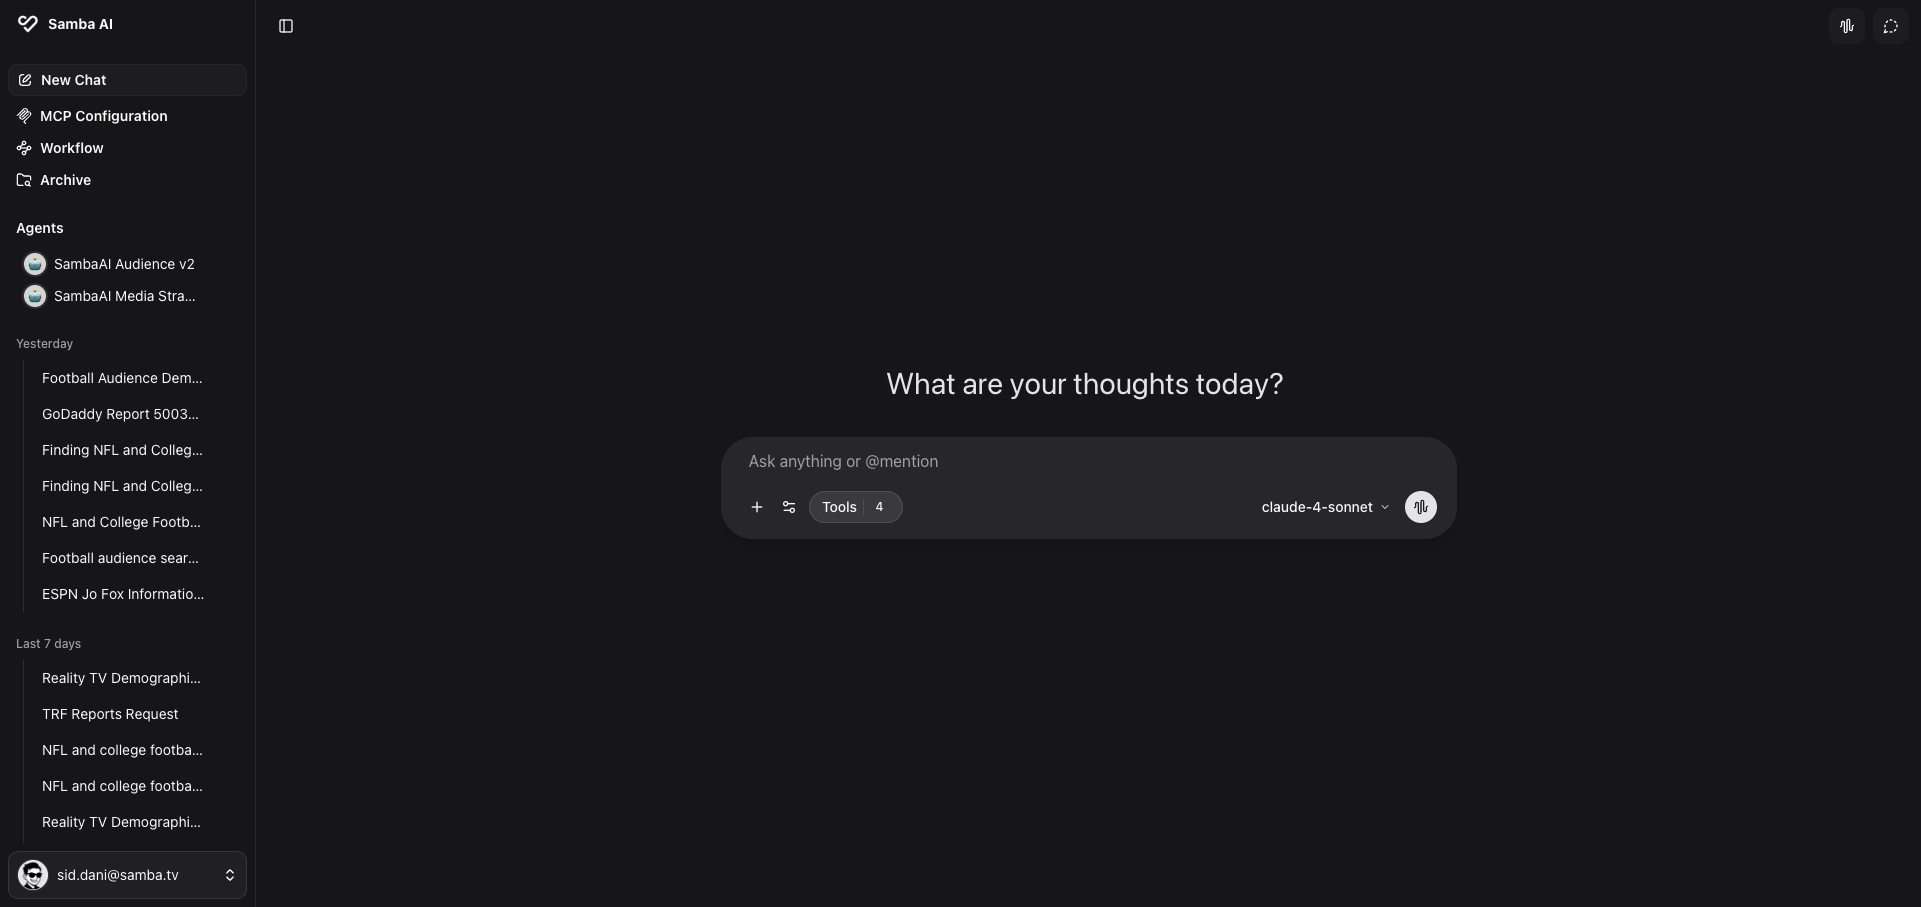 Samba AI
New Chat
MCP Configuration
Workflow
Archive
Agents
SambaAI Audience v2
SambaAI Media Stra...
Yesterday
Football Audience Dem...
GoDaddy Report 5003...
Finding NFL and Colleg...
Finding NFL and Colleg...
NFL and College Footb...
Football audience sear...
ESPN Jo Fox Informatio...
Last 7 days
Reality TV Demographi...
TRF Reports Request
NFL and college footba...
NFL and college footba...
Reality TV Demographi...
sid.dani@samba.tv
What are your thoughts today?
Ask anything or @mention
Tools 4
claude-4-sonnet